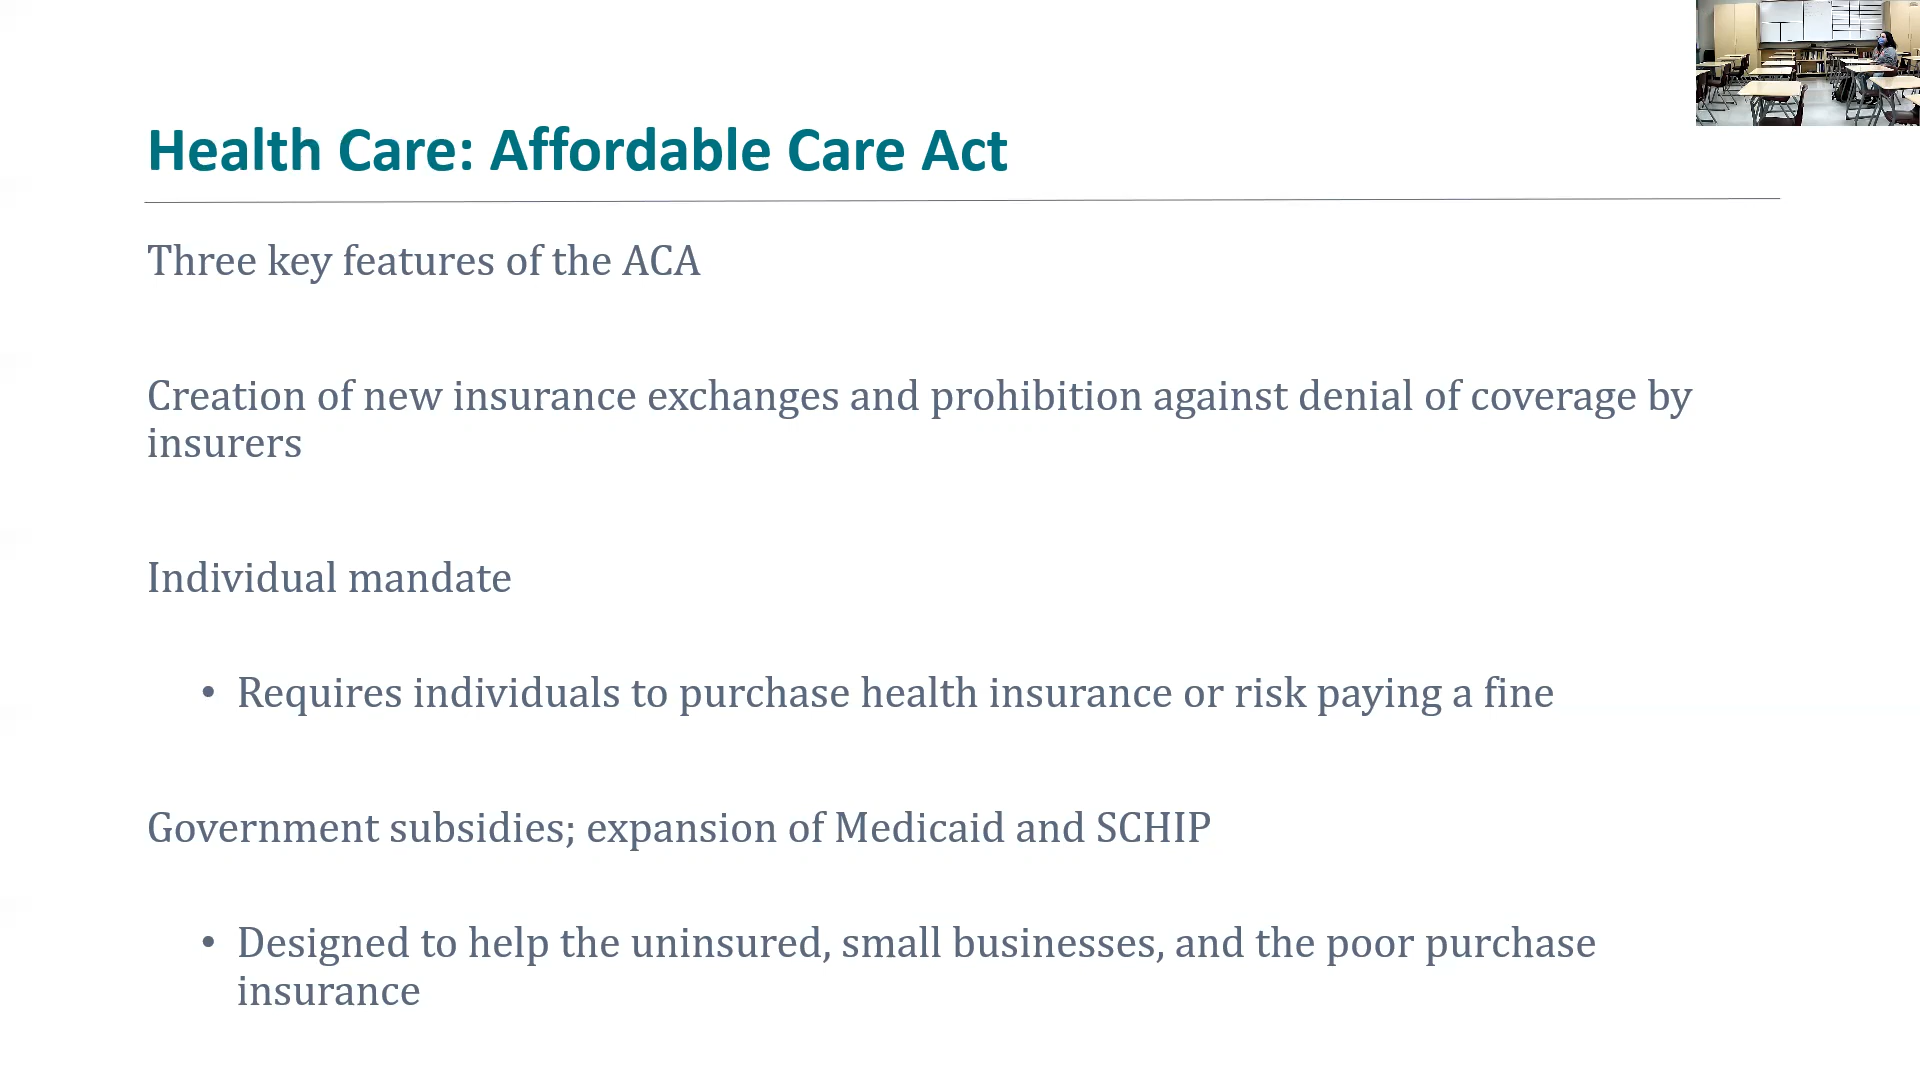 Health Care: Affordable Care Act
Three key features of the ACA
Creation of new insurance exchanges and prohibition against denial of coverage by
insurers
Individual mandate
• Requires individuals to purchase health insurance or risk paying a fine
Government subsidies; expansion of Medicaid and SCHIP
• Designed to help the uninsured, small businesses, and the poor purchase
insurance